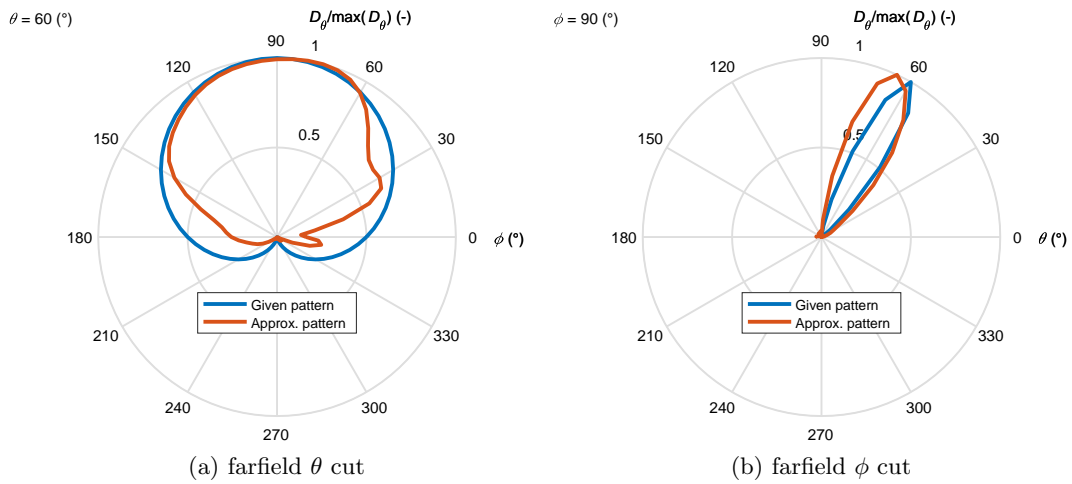 θ = 60 (°)
D_θ/max(D_θ) (-)
90
1
120
60
150
0.5
30
180
0
ϕ (°)
Given pattern
Approx. pattern
210
330
240
300
270
(a) farfield θ cut
ϕ = 90 (°)
D_θ/max(D_θ) (-)
90
1
120
60
150
0.5
30
180
0
θ (°)
Given pattern
Approx. pattern
210
330
240
300
270
(b) farfield ϕ cut